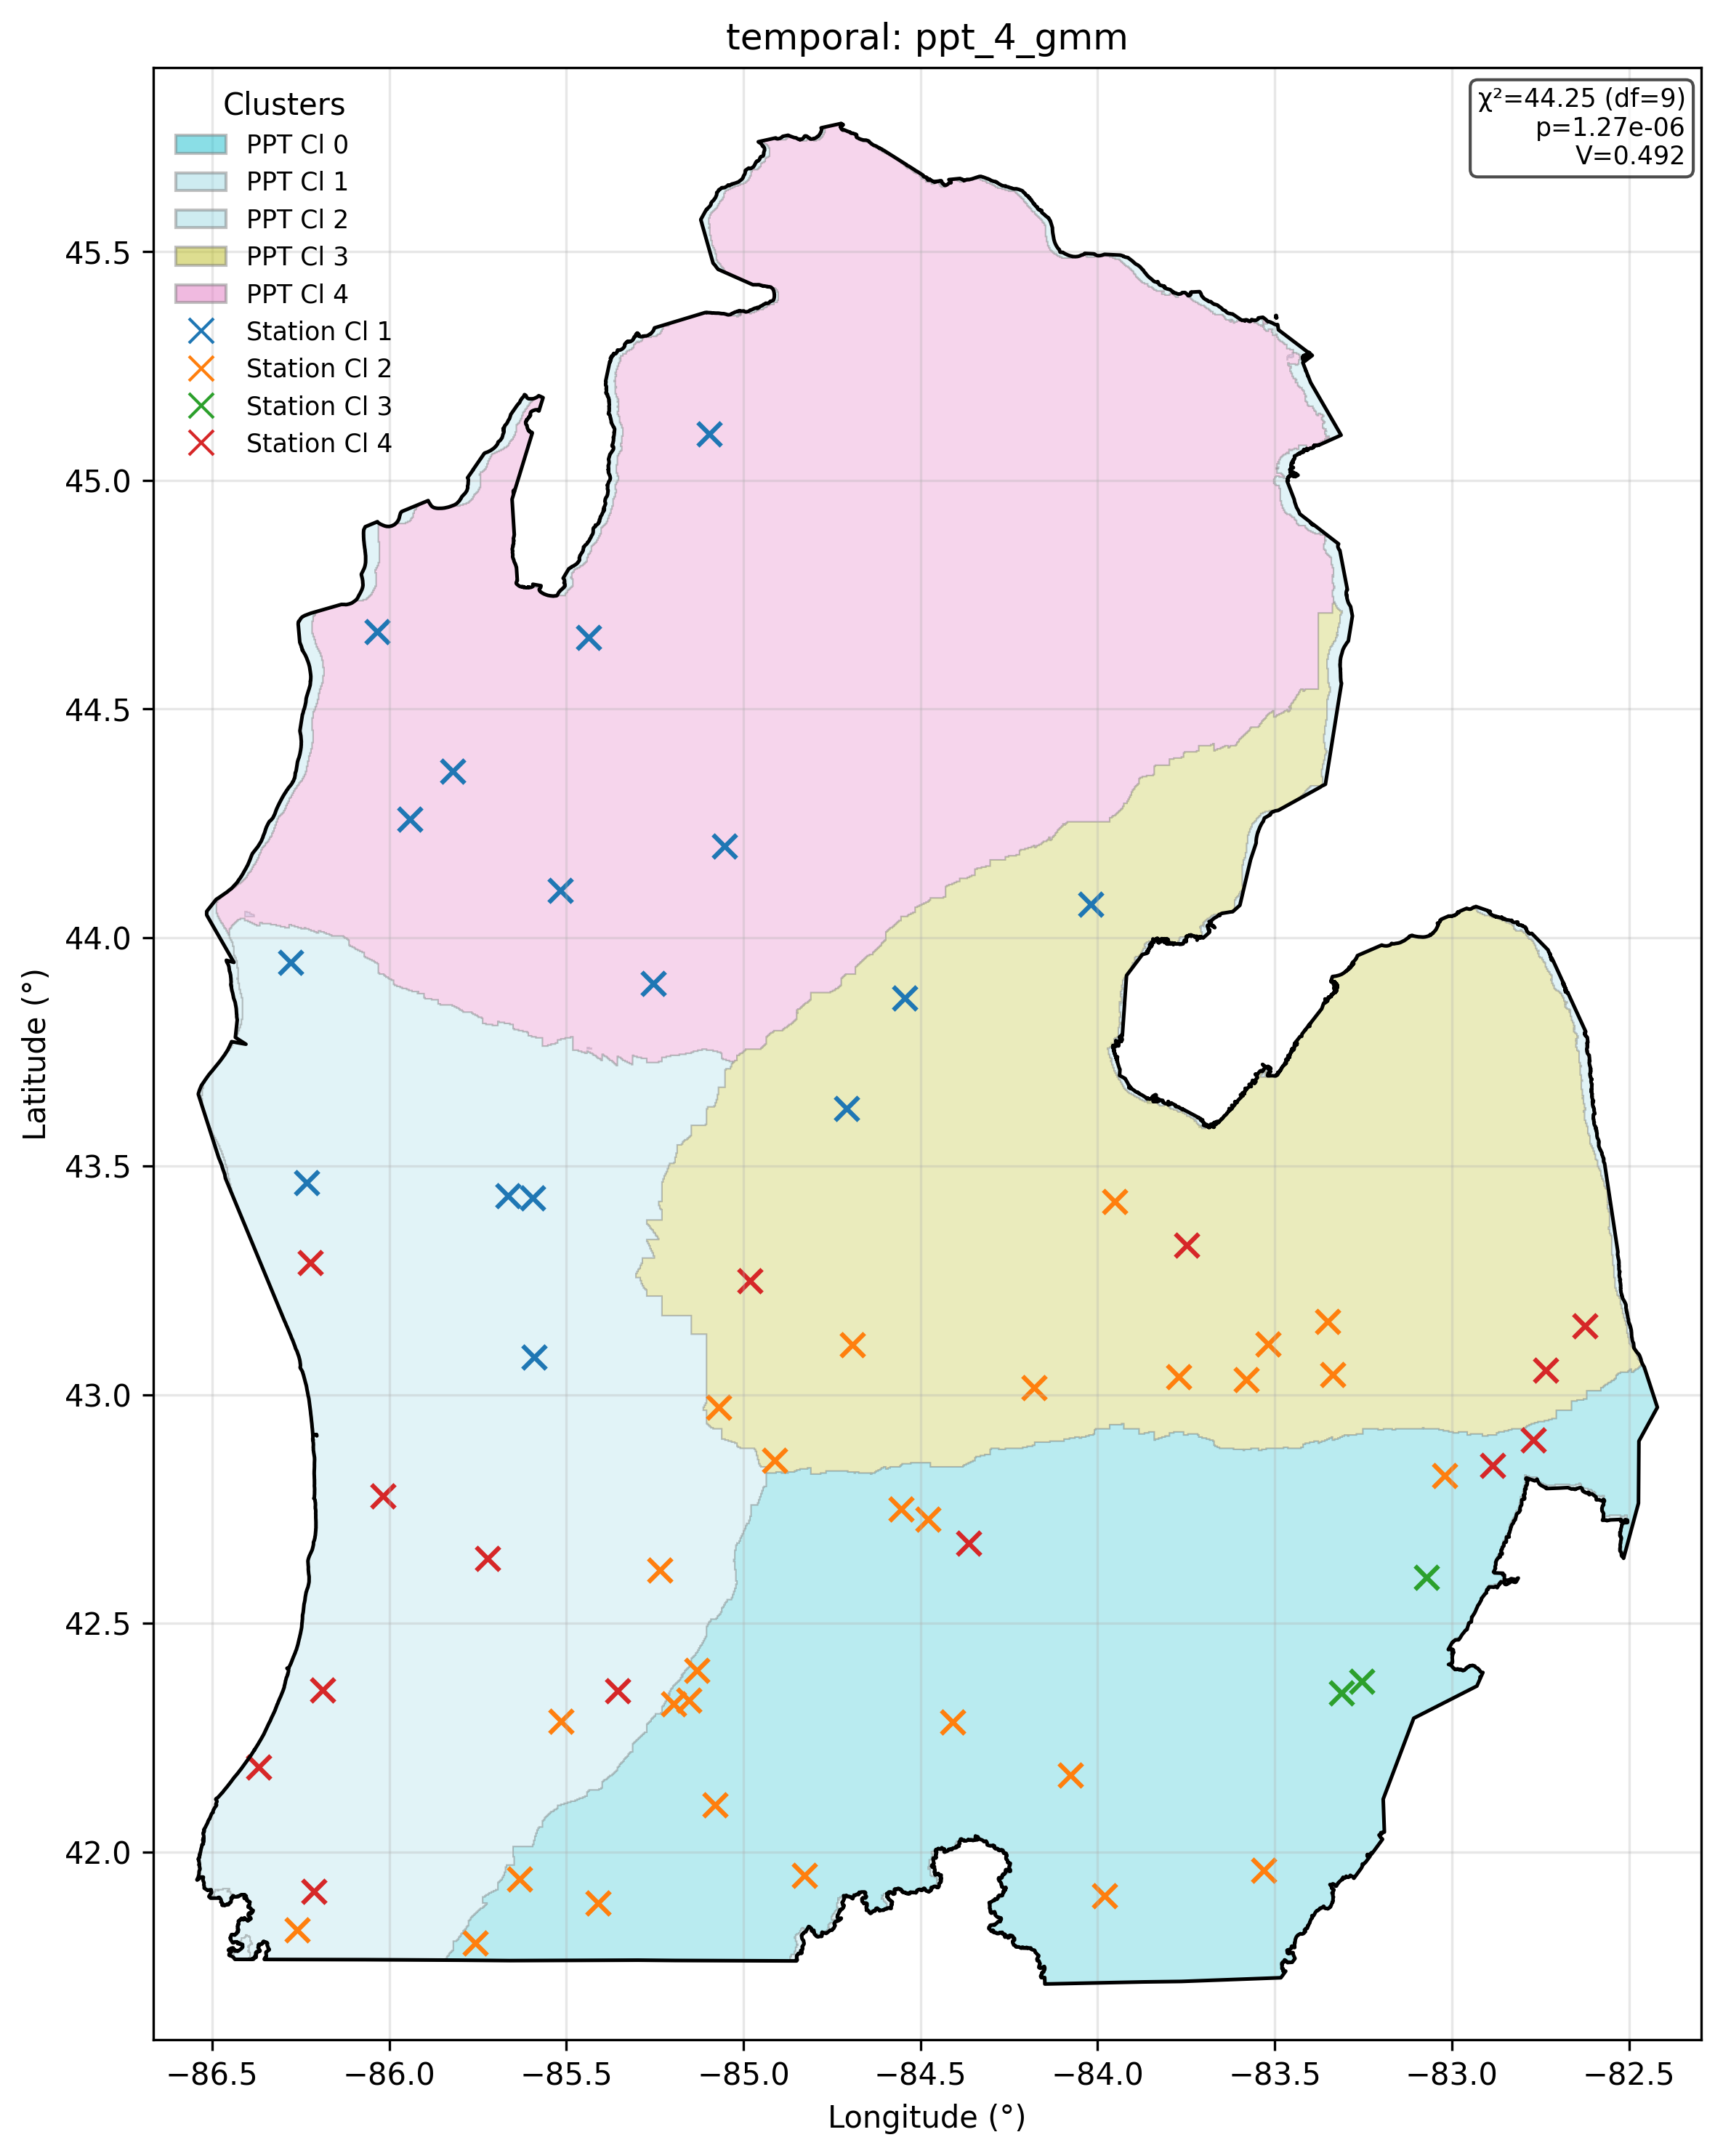 temporal: ppt_4_gmm
Clusters
PPT Cl 0
PPT Cl 1
PPT Cl 2
PPT Cl 3
PPT Cl 4
Station Cl 1
Station Cl 2
Station Cl 3
Station Cl 4
χ²=44.25 (df=9)
p=1.27e-06
V=0.492
45.5
45.0
44.5
44.0
43.5
43.0
42.5
42.0
Latitude (°)
−86.5 −86.0 −85.5 −85.0 −84.5 −84.0 −83.5 −83.0 −82.5
Longitude (°)